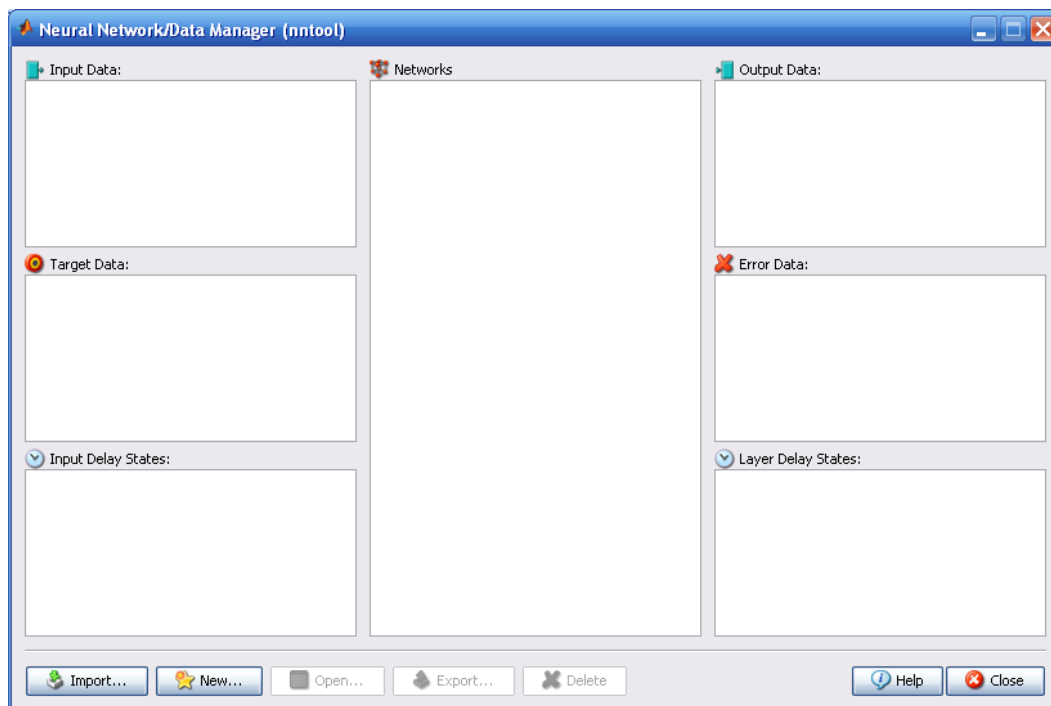 Neural Network/Data Manager (nntool)
Input Data:
Networks
Output Data:
Target Data:
Error Data:
Input Delay States:
Layer Delay States:
Import...
New...
Open...
Export...
Delete
Help
Close